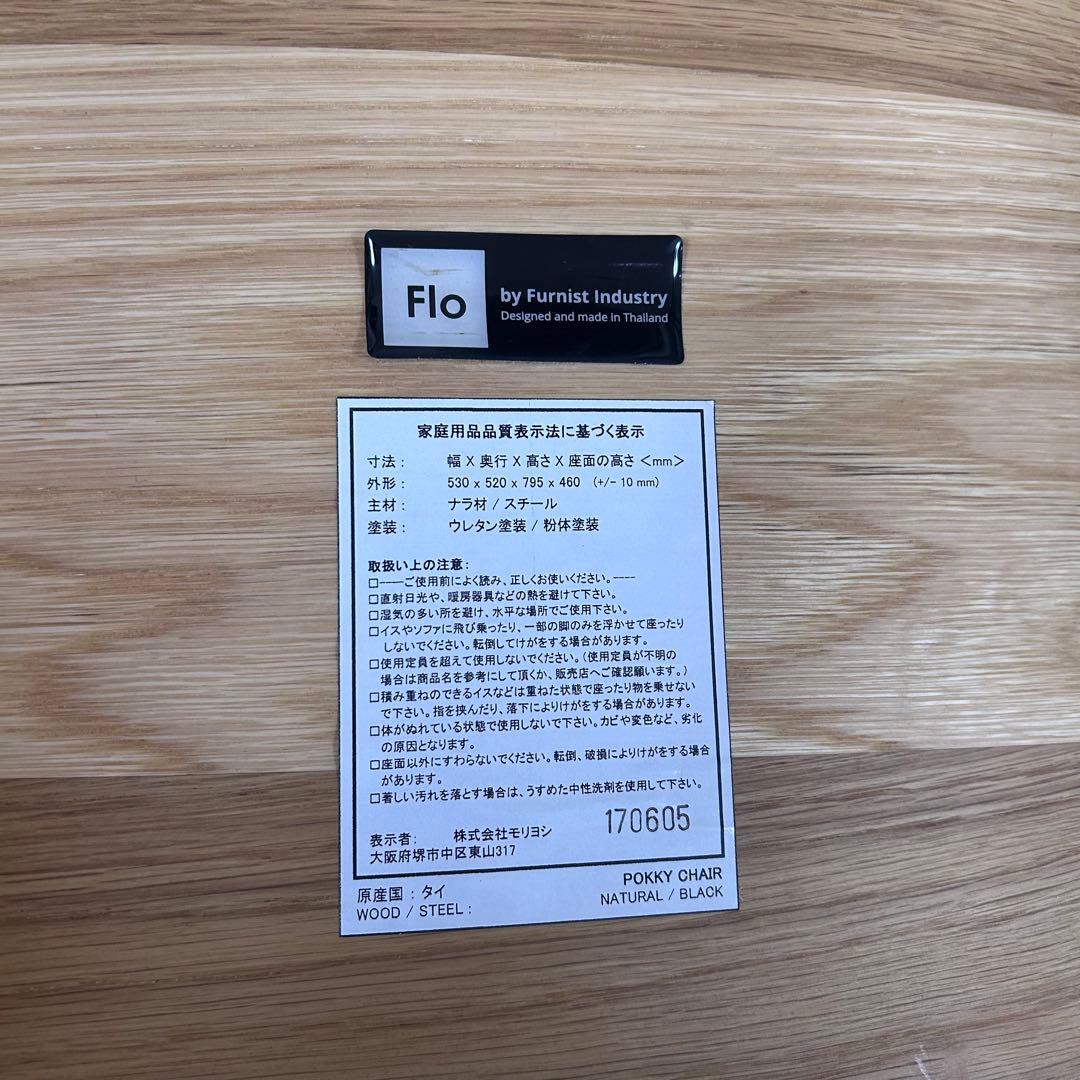 Flo
by Furnist Industry
Designed and made in Thailand
家庭用品品質表示法に基づく表示
寸法： 幅 X 奥行 X 高さ X 座面の高さ ＜mm＞
外形： 530 x 520 x 795 x 460 (+/- 10 mm)
主材： ナラ材 / スチール
塗装： ウレタン塗装 / 粉体塗装
取扱い上の注意：
□----ご使用前によく読み、正しくお使いください。----
□直射日光や、暖房器具などの熱を避けて下さい。
□湿気の多い所を避け、水平な場所でご使用下さい。
□イスやソファに飛び乗ったり、一部の脚のみを浮かせて座ったり
しないでください。転倒してけがをする場合があります。
□使用定員を超えて使用しないでください。（使用定員が不明の
場合は商品名を参考にして頂くか、販売店へご確認願います。）
□積み重ねのできるイスなどは重ねた状態で座ったり物を乗せない
で下さい。指を挟んだり、落下によりけがをする場合があります。
□体がぬれている状態で使用しないで下さい。カビや変色など、劣化
の原因となります。
□座面以外にすわらないでください。転倒、破損によりけがをする場合
があります。
□著しい汚れを落とす場合は、うすめた中性洗剤を使用して下さい。
170605
表示者： 株式会社モリヨシ
大阪府堺市中区東山317
原産国：タイ POKKY CHAIR
WOOD / STEEL : NATURAL / BLACK